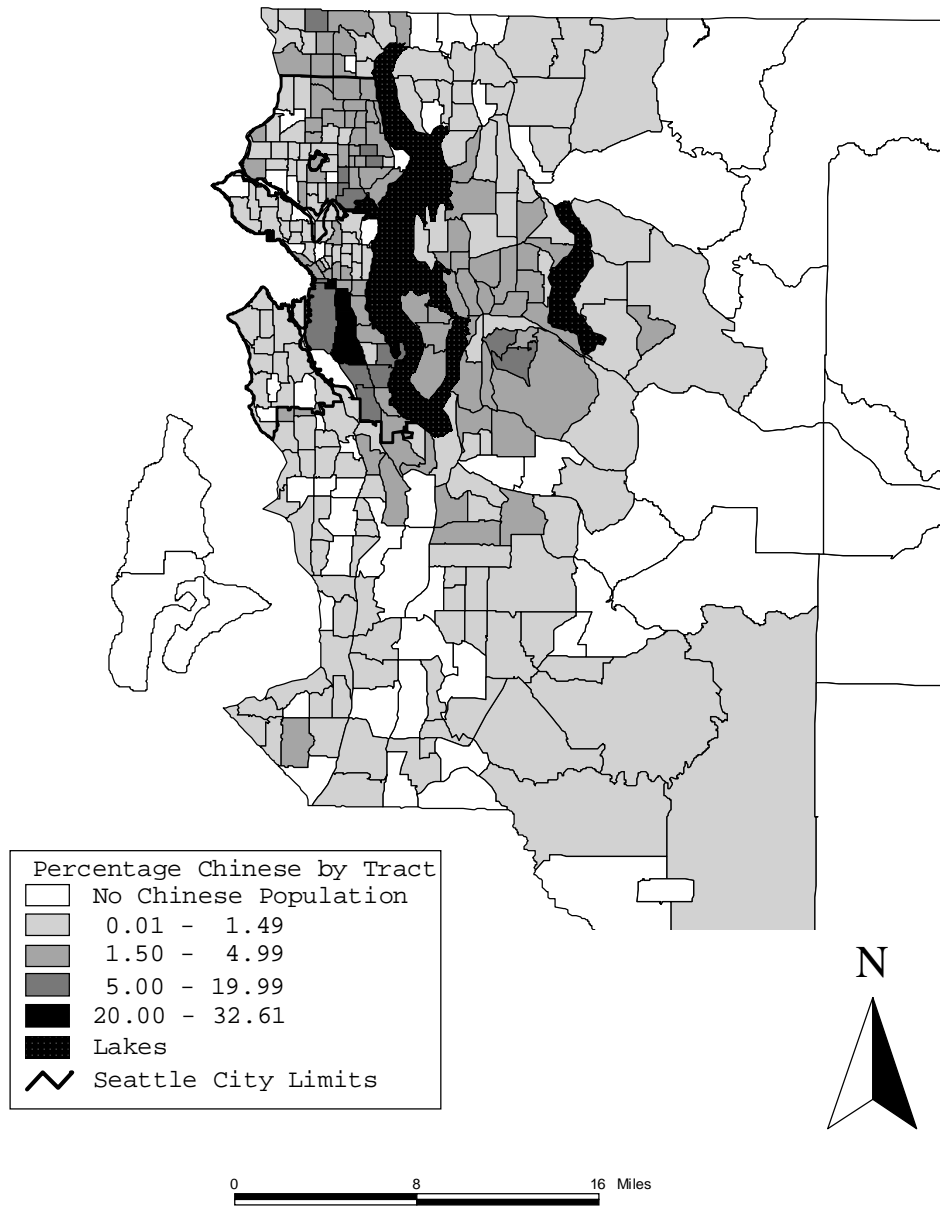 Percentage Chinese by Tract
No Chinese Population
0.01 - 1.49
1.50 - 4.99
5.00 - 19.99
20.00 - 32.61
Lakes
Seattle City Limits
N
0 8 16 Miles